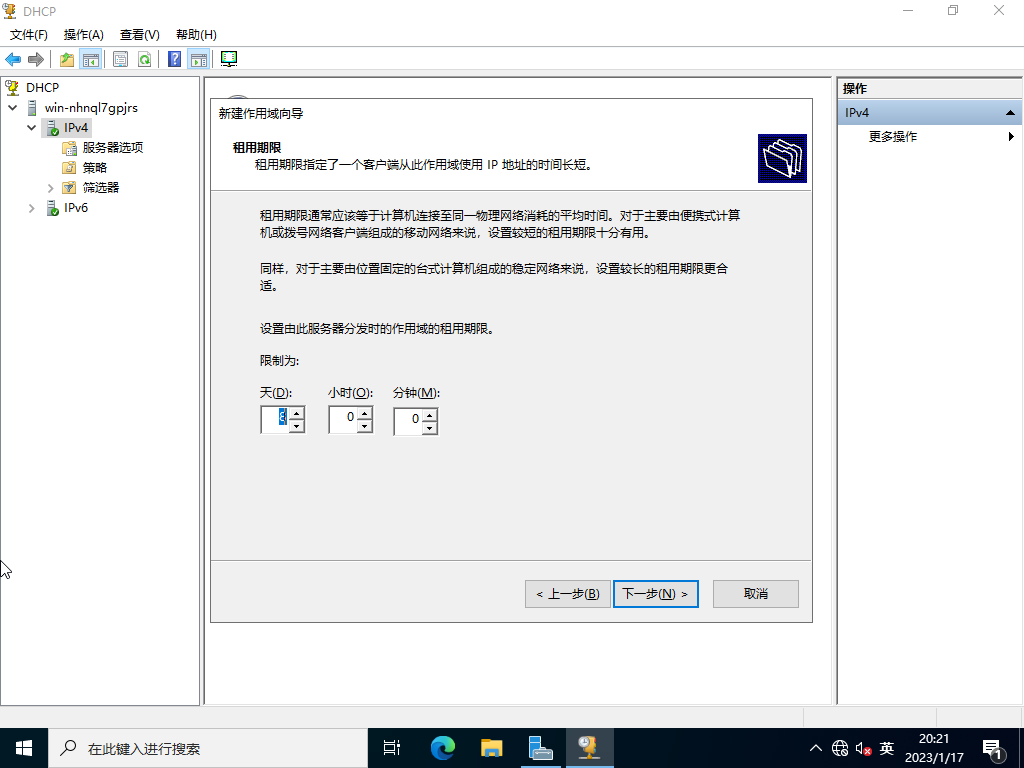 DHCP
文件(F) 操作(A) 查看(V) 帮助(H)
DHCP
win-nhnql7gpjrs
IPv4
服务器选项
策略
筛选器
IPv6
新建作用域向导
租用期限
租用期限指定了一个客户端从此作用域使用 IP 地址的时间长短。
租用期限通常应该等于计算机连接至同一物理网络消耗的平均时间。对于主要由便携式计算
机或拨号网络客户端组成的移动网络来说，设置较短的租用期限十分有用。
同样，对于主要由位置固定的台式计算机组成的稳定网络来说，设置较长的租用期限更合
适。
设置由此服务器分发时的作用域的租用期限。
限制为:
天(D): 小时(O): 分钟(M):
0 0
< 上一步(B) 下一步(N) > 取消
操作
IPv4
更多操作
在此键入进行搜索
英
20:21
2023/1/17
1